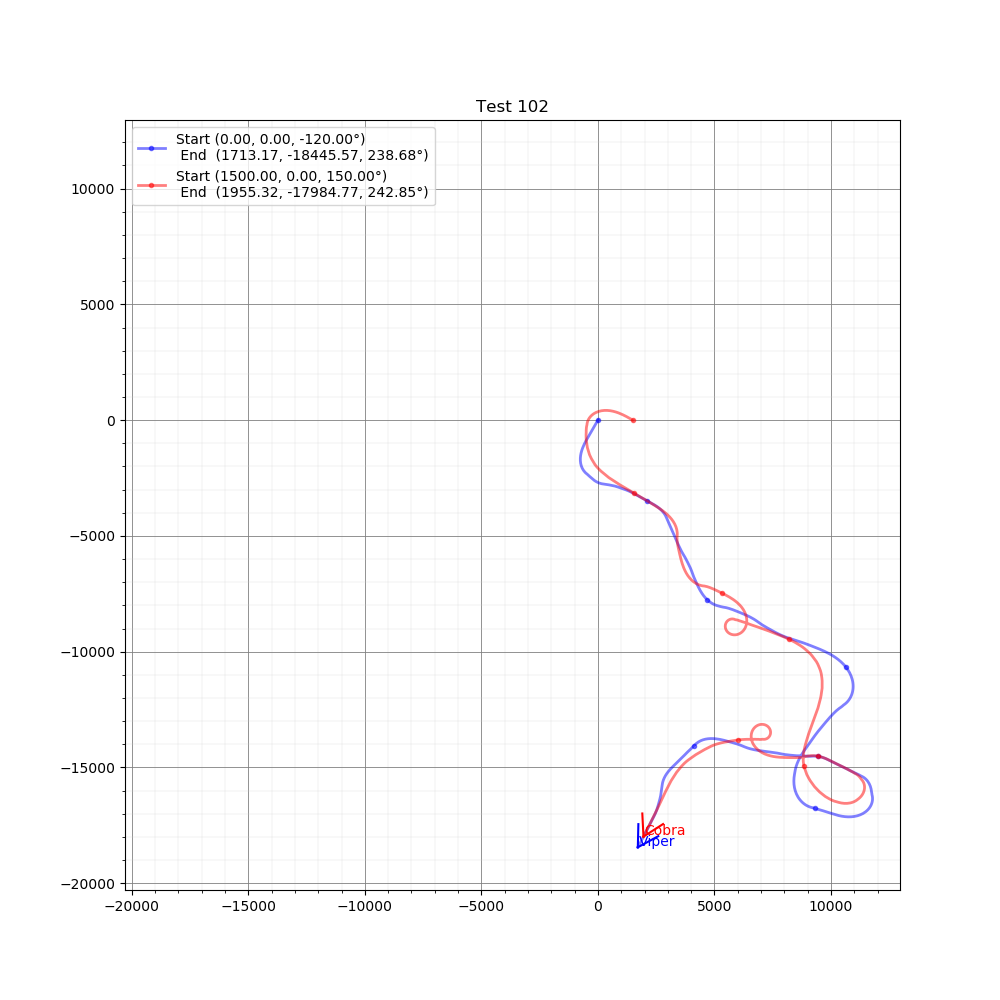 Test 102
Start (0.00, 0.00, -120.00°)
End (1713.17, -18445.57, 238.68°)
Start (1500.00, 0.00, 150.00°)
End (1955.32, -17984.77, 242.85°)
10000
5000
0
−5000
−10000
−15000
−20000
Cobra
Viper
−20000 −15000 −10000 −5000 0 5000 10000